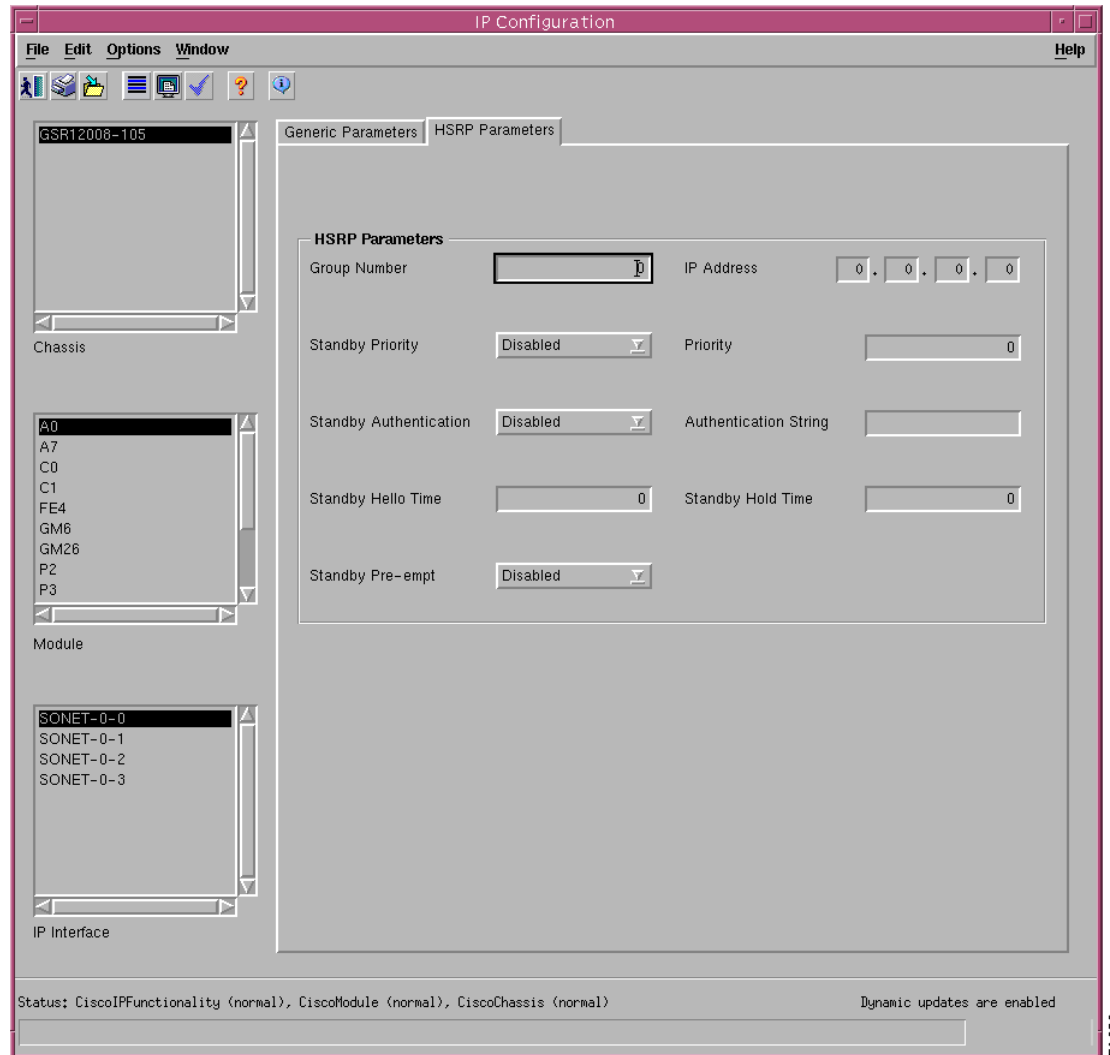 IP Configuration
File Edit Options Window Help
GSR12008-105
Chassis
A0
A7
C0
C1
FE4
GM6
GM26
P2
P3
Module
SONET-0-0
SONET-0-1
SONET-0-2
SONET-0-3
IP Interface
Generic Parameters HSRP Parameters
HSRP Parameters
Group Number 0 IP Address 0 . 0 . 0 . 0
Standby Priority Disabled Priority 0
Standby Authentication Disabled Authentication String
Standby Hello Time 0 Standby Hold Time 0
Standby Pre-empt Disabled
Status: CiscoIPFunctionality (normal), CiscoModule (normal), CiscoChassis (normal) Dynamic updates are enabled